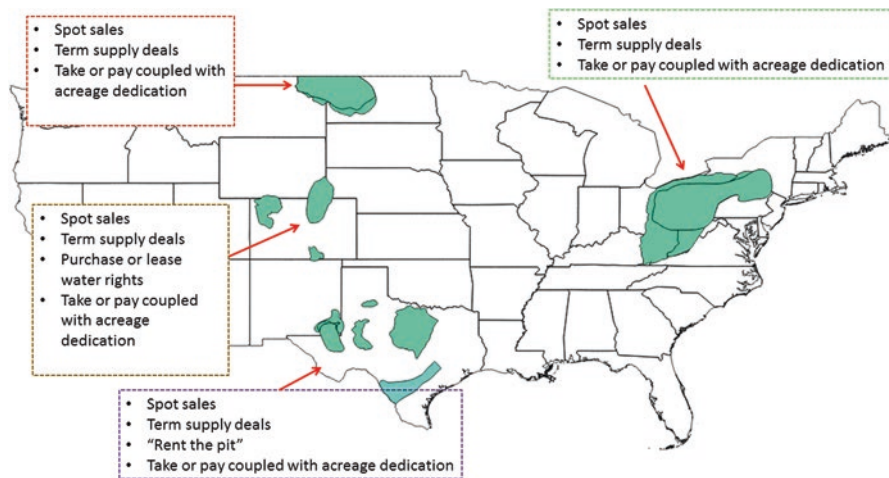 • Spot sales
• Term supply deals
• Take or pay coupled with
acreage dedication
• Spot sales
• Term supply deals
• Take or pay coupled with acreage dedication
• Spot sales
• Term supply deals
• Purchase or lease
water rights
• Take or pay coupled
with acreage
dedication
• Spot sales
• Term supply deals
• “Rent the pit”
• Take or pay coupled with acreage dedication